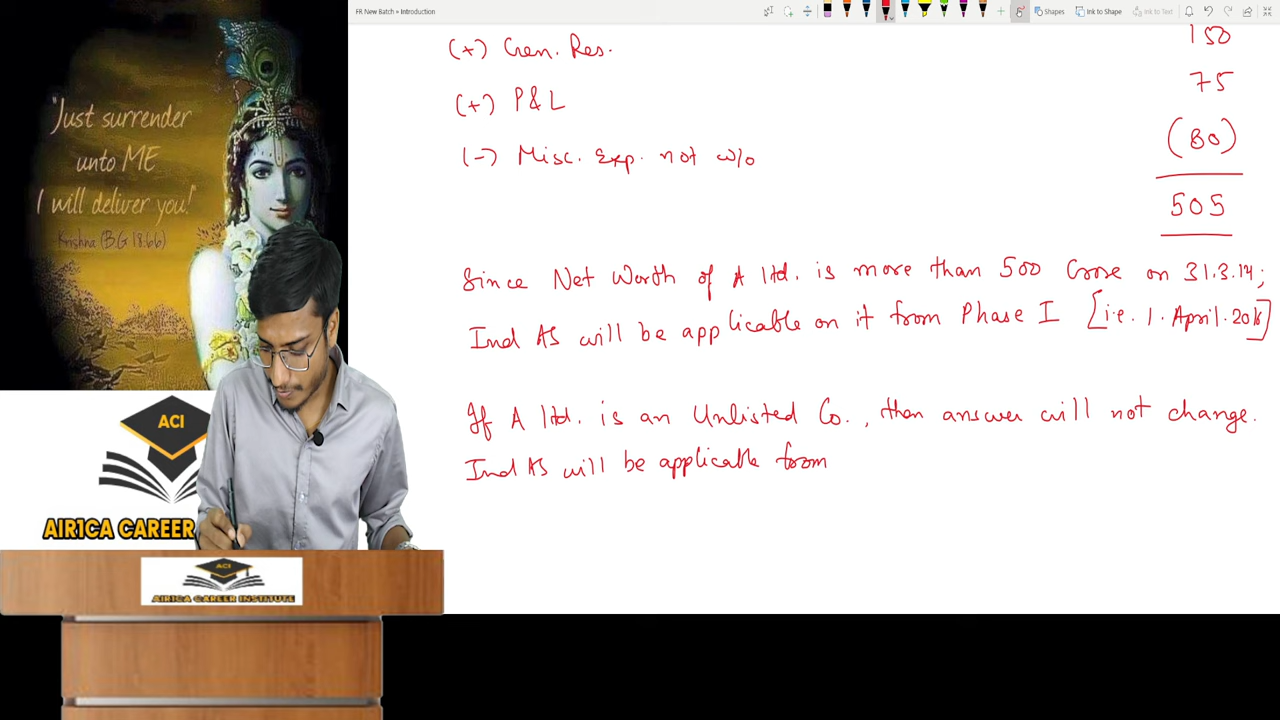 FR New Batch » Introduction
Shapes
Ink to Shape
Ink to Text
(+) Gen. Res. 150
(+) P&L 75
(-) Misc. Exp. not w/o (80)
505
Since Net Worth of A ltd. is more than 500 Crore on 31.3.14;
Ind AS will be applicable on it from Phase I [i.e. 1. April. 2016]
If A ltd. is an Unlisted Co., then answer will not change.
Ind AS will be applicable from
"Just surrender
unto ME
I will deliver you!"
Krishna (B.G 18:66)
ACI
AIR1CA CAREER
ACI
AIR1CA CAREER INSTITUTE